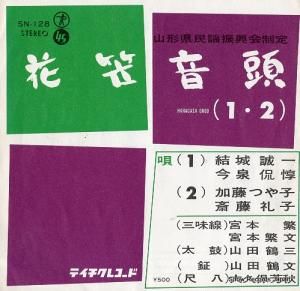 SN-128
STEREO
45
山形県民謡振興会制定
花笠音頭
HANAGASA ONDO
(1・2)
唄 (1) 結城誠一
今泉侃惇
(2) 加藤つや子
斎藤礼子
(三味線) 宮本繁
宮本繁文
(太鼓) 山田鶴三
(鉦) 山田鶴文
(尺八)
テイチクレコード
¥500